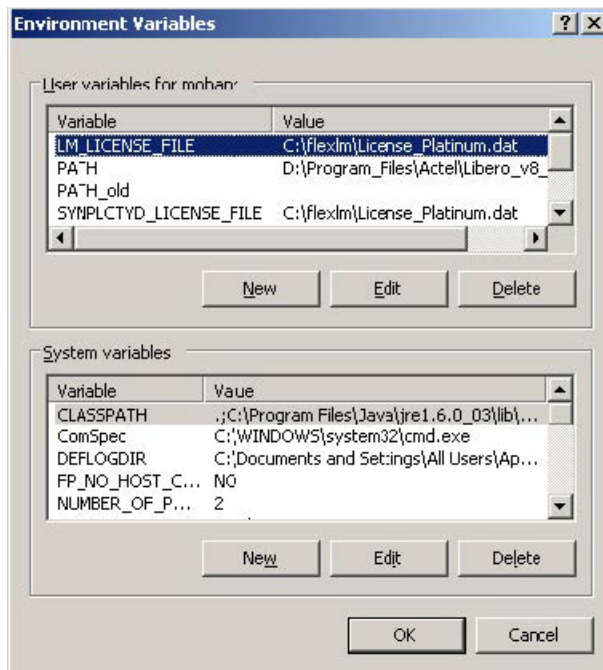 Environment Variables
User variables for mohanr
Variable Value
LM_LICENSE_FILE C:\flexlm\License_Platinum.dat
PATH D:\Program_Files\Actel\Libero_v8_
PATH_old
SYNPLCTYD_LICENSE_FILE C:\flexlm\License_Platinum.dat
New Edit Delete
System variables
Variable Value
CLASSPATH .;C:\Program Files\Java\jre1.6.0_03\lib\...
ComSpec C:\WINDOWS\system32\cmd.exe
DEFLOGDIR C:\Documents and Settings\All Users\Ap...
FP_NO_HOST_C... NO
NUMBER_OF_P... 2
New Edit Delete
OK Cancel